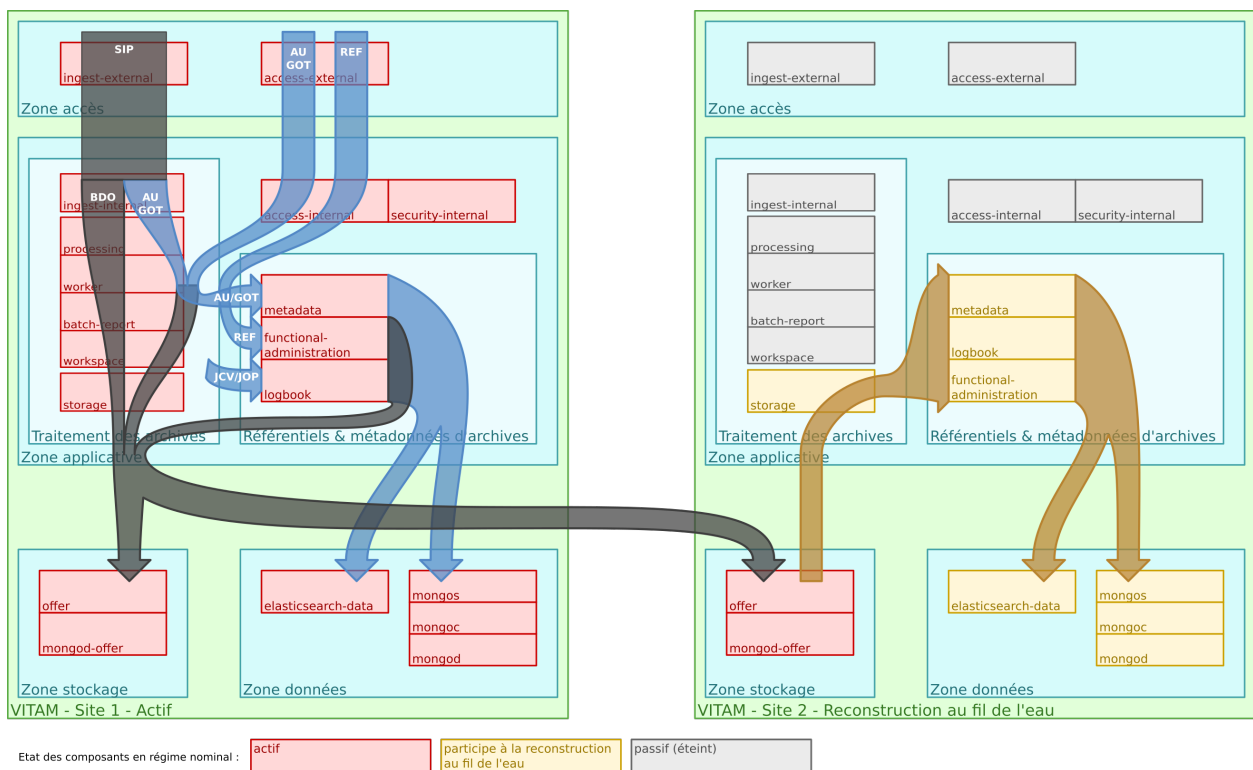 SIP
ingest-external
AU
GOT
REF
access-external
Zone accès
BDO
AU
GOT
ingest-internal
processing
worker
batch-report
workspace
storage
Traitement des archives
access-internal
security-internal
AU/GOT
REF
JCV/JOP
metadata
functional-
administration
logbook
Référentiels & métadonnées d'archives
Zone applicative
offer
mongod-offer
Zone stockage
elasticsearch-data
mongos
mongoc
mongod
Zone données
VITAM - Site 1 - Actif
ingest-external
access-external
Zone accès
ingest-internal
processing
worker
batch-report
workspace
storage
Traitement des archives
access-internal
security-internal
metadata
logbook
functional-
administration
Référentiels & métadonnées d'archives
Zone applicative
offer
mongod-offer
Zone stockage
elasticsearch-data
mongos
mongoc
mongod
Zone données
VITAM - Site 2 - Reconstruction au fil de l'eau
Etat des composants en régime nominal :
actif
participe à la reconstruction
au fil de l'eau
passif (éteint)